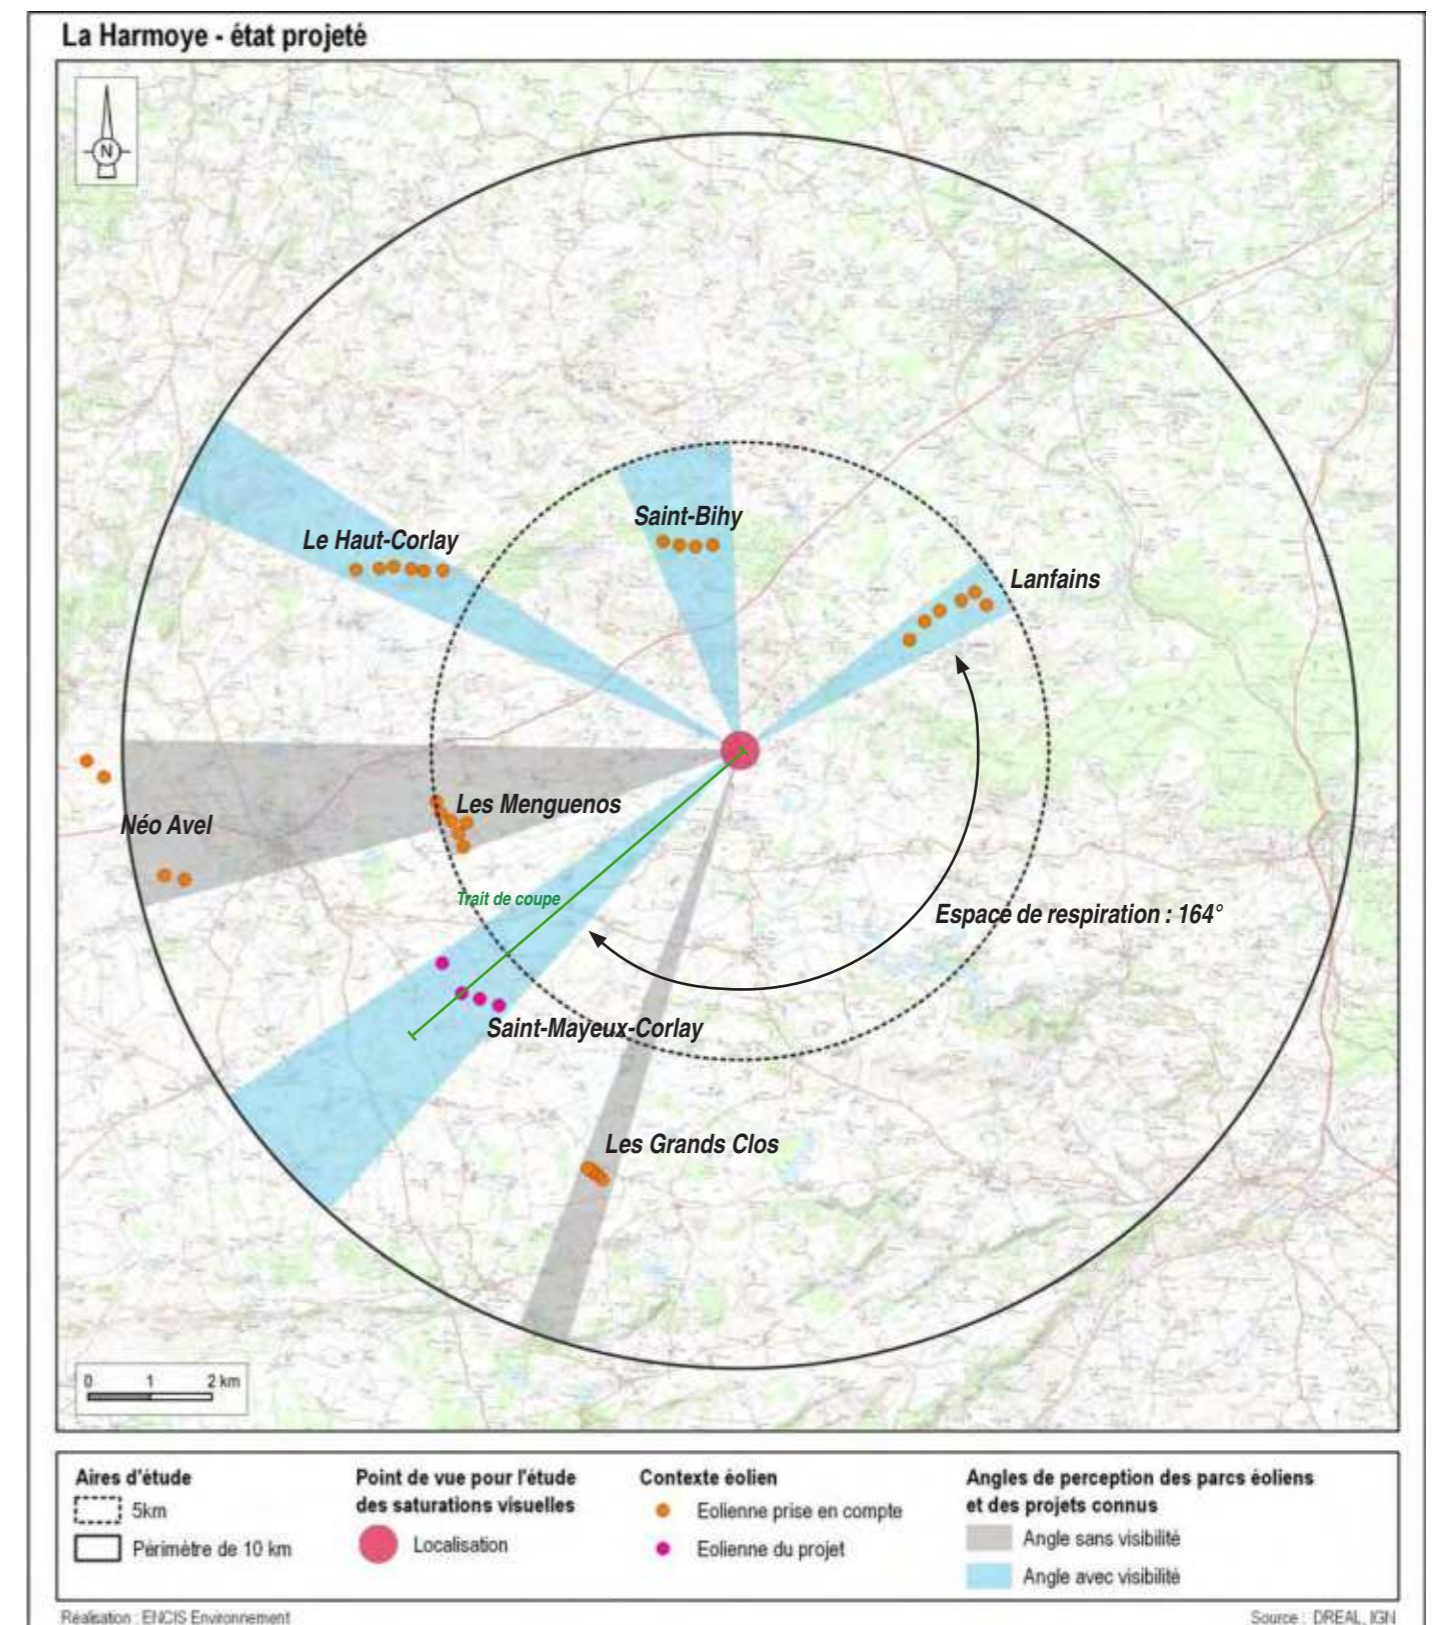 La Harmoye - état projeté
N
Saint-Bihy
Le Haut-Corlay
Lanfains
Les Menguenos
Néo Avel
Trait de coupe
Espace de respiration : 164°
Saint-Mayeux-Corlay
Les Grands Clos
0 1 2 km
Aires d'étude
5km
Périmètre de 10 km
Point de vue pour l'étude
des saturations visuelles
Localisation
Contexte éolien
Eolienne prise en compte
Eolienne du projet
Angles de perception des parcs éoliens
et des projets connus
Angle sans visibilité
Angle avec visibilité
Réalisation : ENCIS Environnement
Source : DREAL, IGN